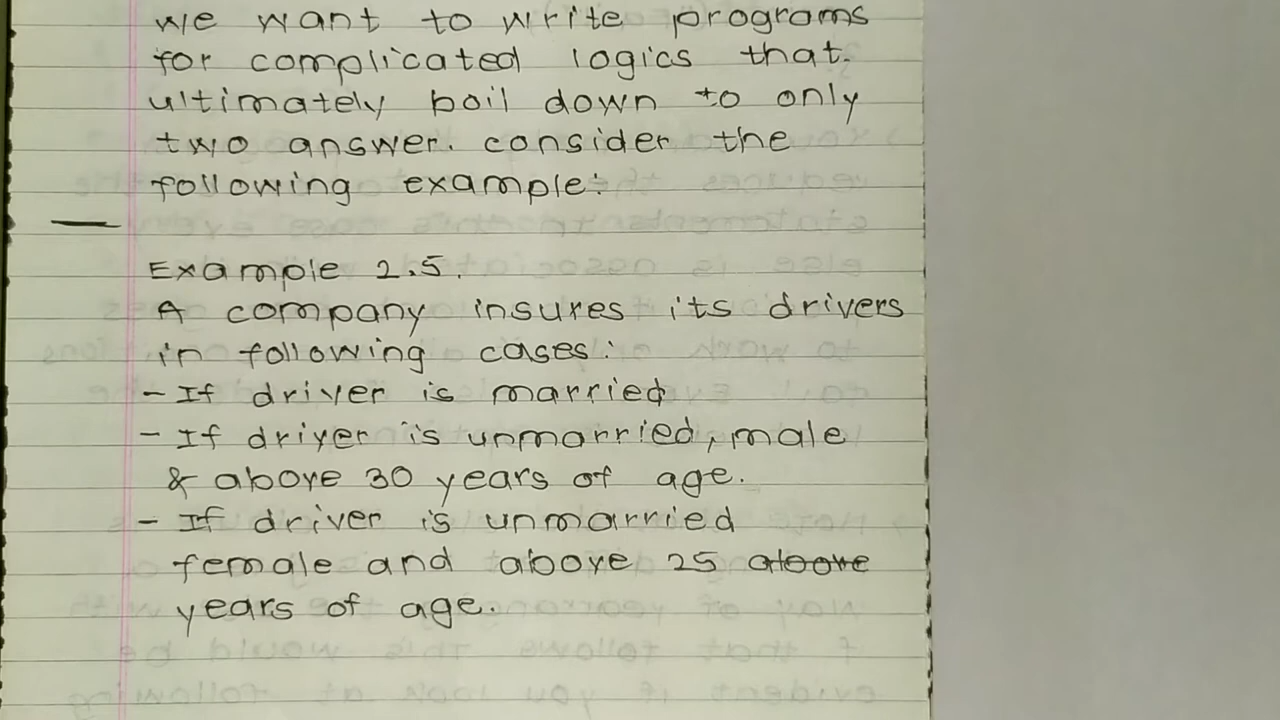 we want to write programs
for complicated logics that
ultimately boil down to only
two answer. consider the
following example:
Example 2.5.
A company insures its drivers
in following cases:
- If driver is married
- If driver is unmarried, male
& above 30 years of age.
- If driver is unmarried
female and above 25 above
years of age.